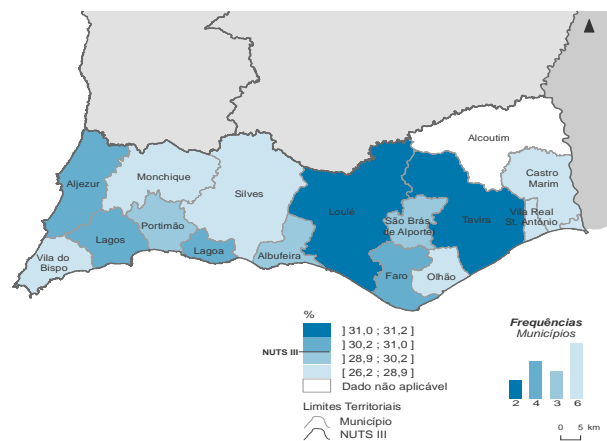 Alcoutim
Aljezur
Monchique
Silves
Castro
Marim
Loulé
Portimão
São Brás
de Alportel
Tavira
Vila Real
St. António
Lagos
Lagoa
Albufeira
Vila do
Bispo
Faro
Olhão
%
] 31,0 ; 31,2 ]
] 30,2 ; 31,0 ]
NUTS III
] 28,9 ; 30,2 ]
[ 26,2 ; 28,9 ]
Dado não aplicável
Limites Territoriais
Município
NUTS III
Frequências
Municípios
2 4 3 6
0 5 km